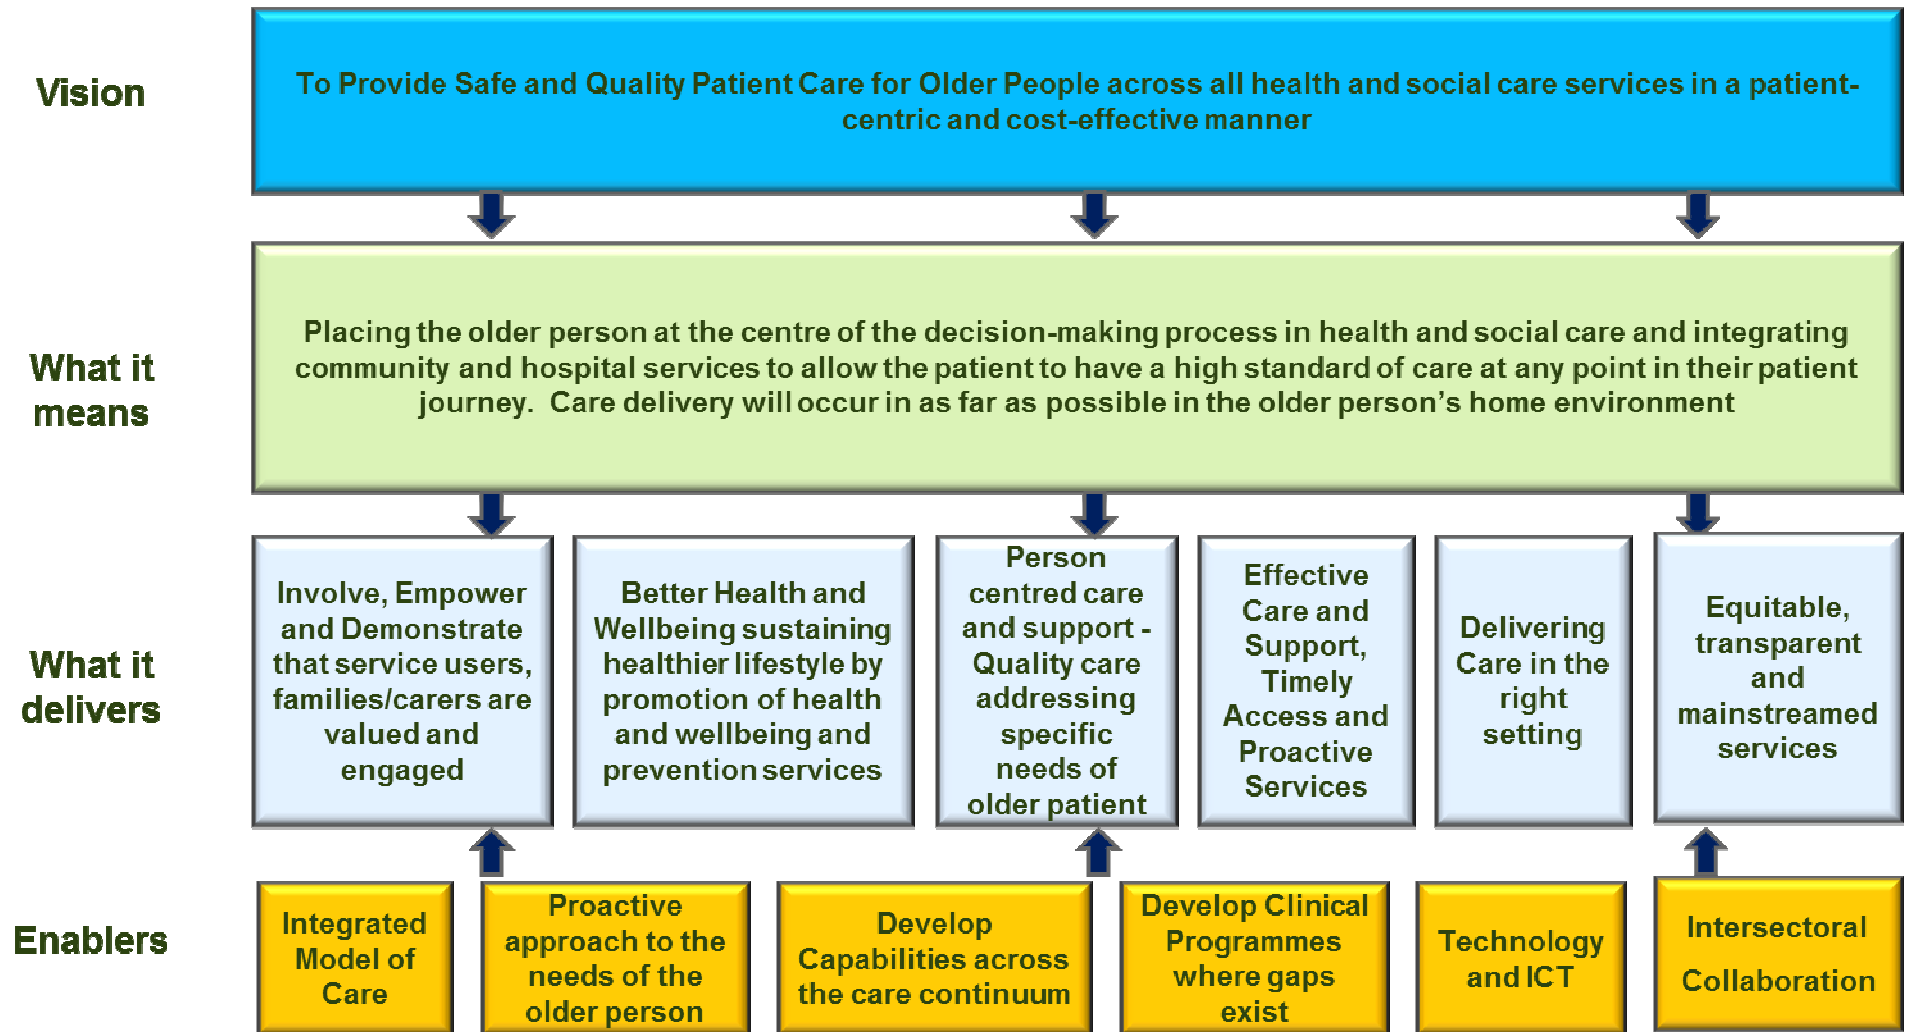 Vision
To Provide Safe and Quality Patient Care for Older People across all health and social care services in a patient-
centric and cost-effective manner
What it
means
Placing the older person at the centre of the decision-making process in health and social care and integrating
community and hospital services to allow the patient to have a high standard of care at any point in their patient
journey.  Care delivery will occur in as far as possible in the older person's home environment
What it
delivers
Involve, Empower
and Demonstrate
that service users,
families/carers are
valued and
engaged
Better Health and
Wellbeing sustaining
healthier lifestyle by
promotion of health
and wellbeing and
prevention services
Person
centred care
and support -
Quality care
addressing
specific
needs of
older patient
Effective
Care and
Support,
Timely
Access and
Proactive
Services
Delivering
Care in the
right
setting
Equitable,
transparent
and
mainstreamed
services
Enablers
Integrated
Model of
Care
Proactive
approach to the
needs of the
older person
Develop
Capabilities across
the care continuum
Develop Clinical
Programmes
where gaps
exist
Technology
and ICT
Intersectoral
Collaboration